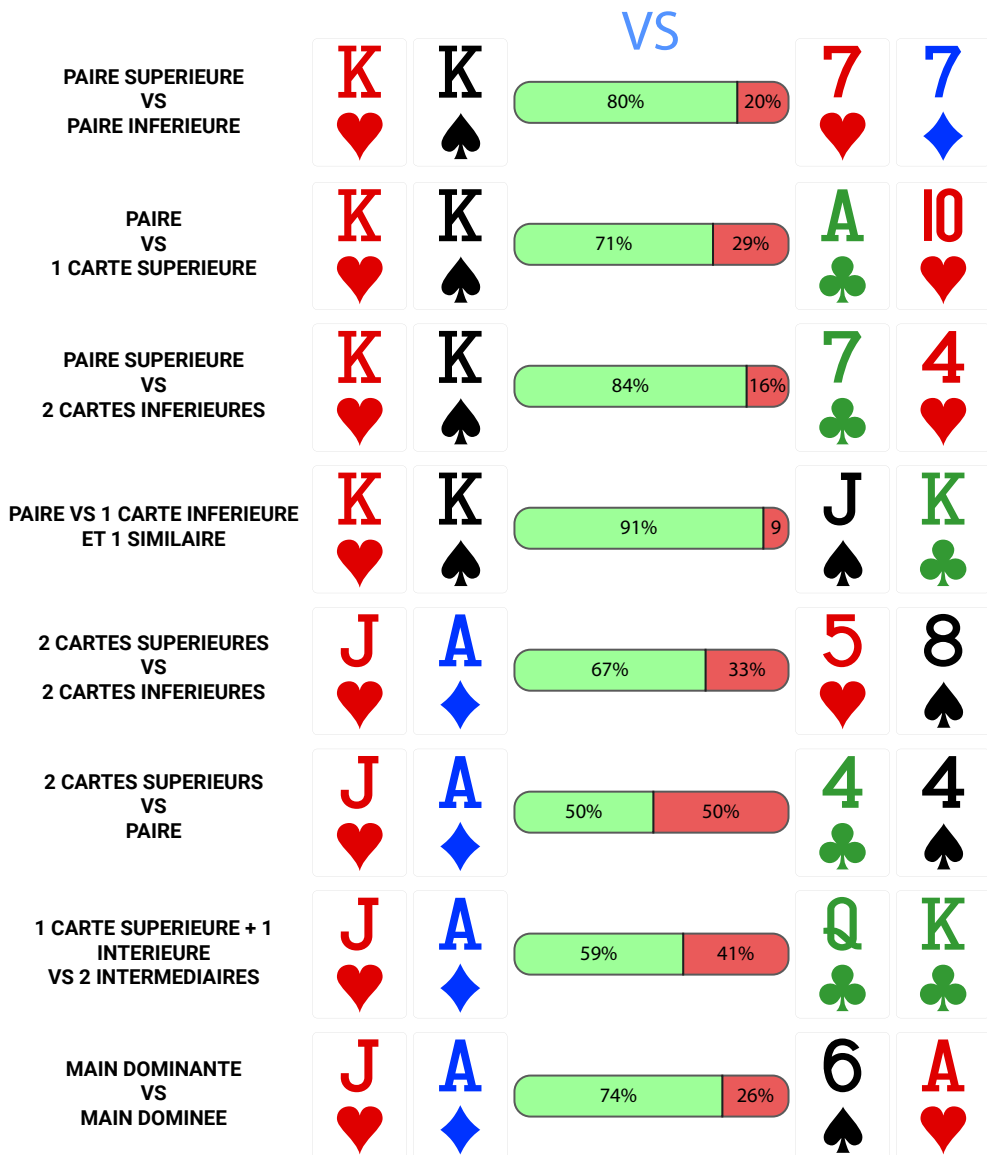 VS
PAIRE SUPERIEURE
VS
PAIRE INFERIEURE
K K 80% 20% 7 7
PAIRE
VS
1 CARTE SUPERIEURE
K K 71% 29% A 10
PAIRE SUPERIEURE
VS
2 CARTES INFERIEURES
K K 84% 16% 7 4
PAIRE VS 1 CARTE INFERIEURE
ET 1 SIMILAIRE
K K 91% 9 J K
2 CARTES SUPERIEURES
VS
2 CARTES INFERIEURES
J A 67% 33% 5 8
2 CARTES SUPERIEURS
VS
PAIRE
J A 50% 50% 4 4
1 CARTE SUPERIEURE + 1
INTERIEURE
VS 2 INTERMEDIAIRES
J A 59% 41% Q K
MAIN DOMINANTE
VS
MAIN DOMINEE
J A 74% 26% 6 A